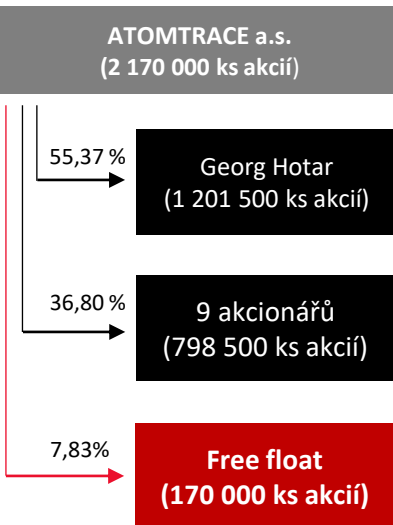 ATOMTRACE a.s.
(2 170 000 ks akcií)
55,37 %
Georg Hotar
(1 201 500 ks akcií)
36,80 %
9 akcionářů
(798 500 ks akcií)
7,83%
Free float
(170 000 ks akcií)